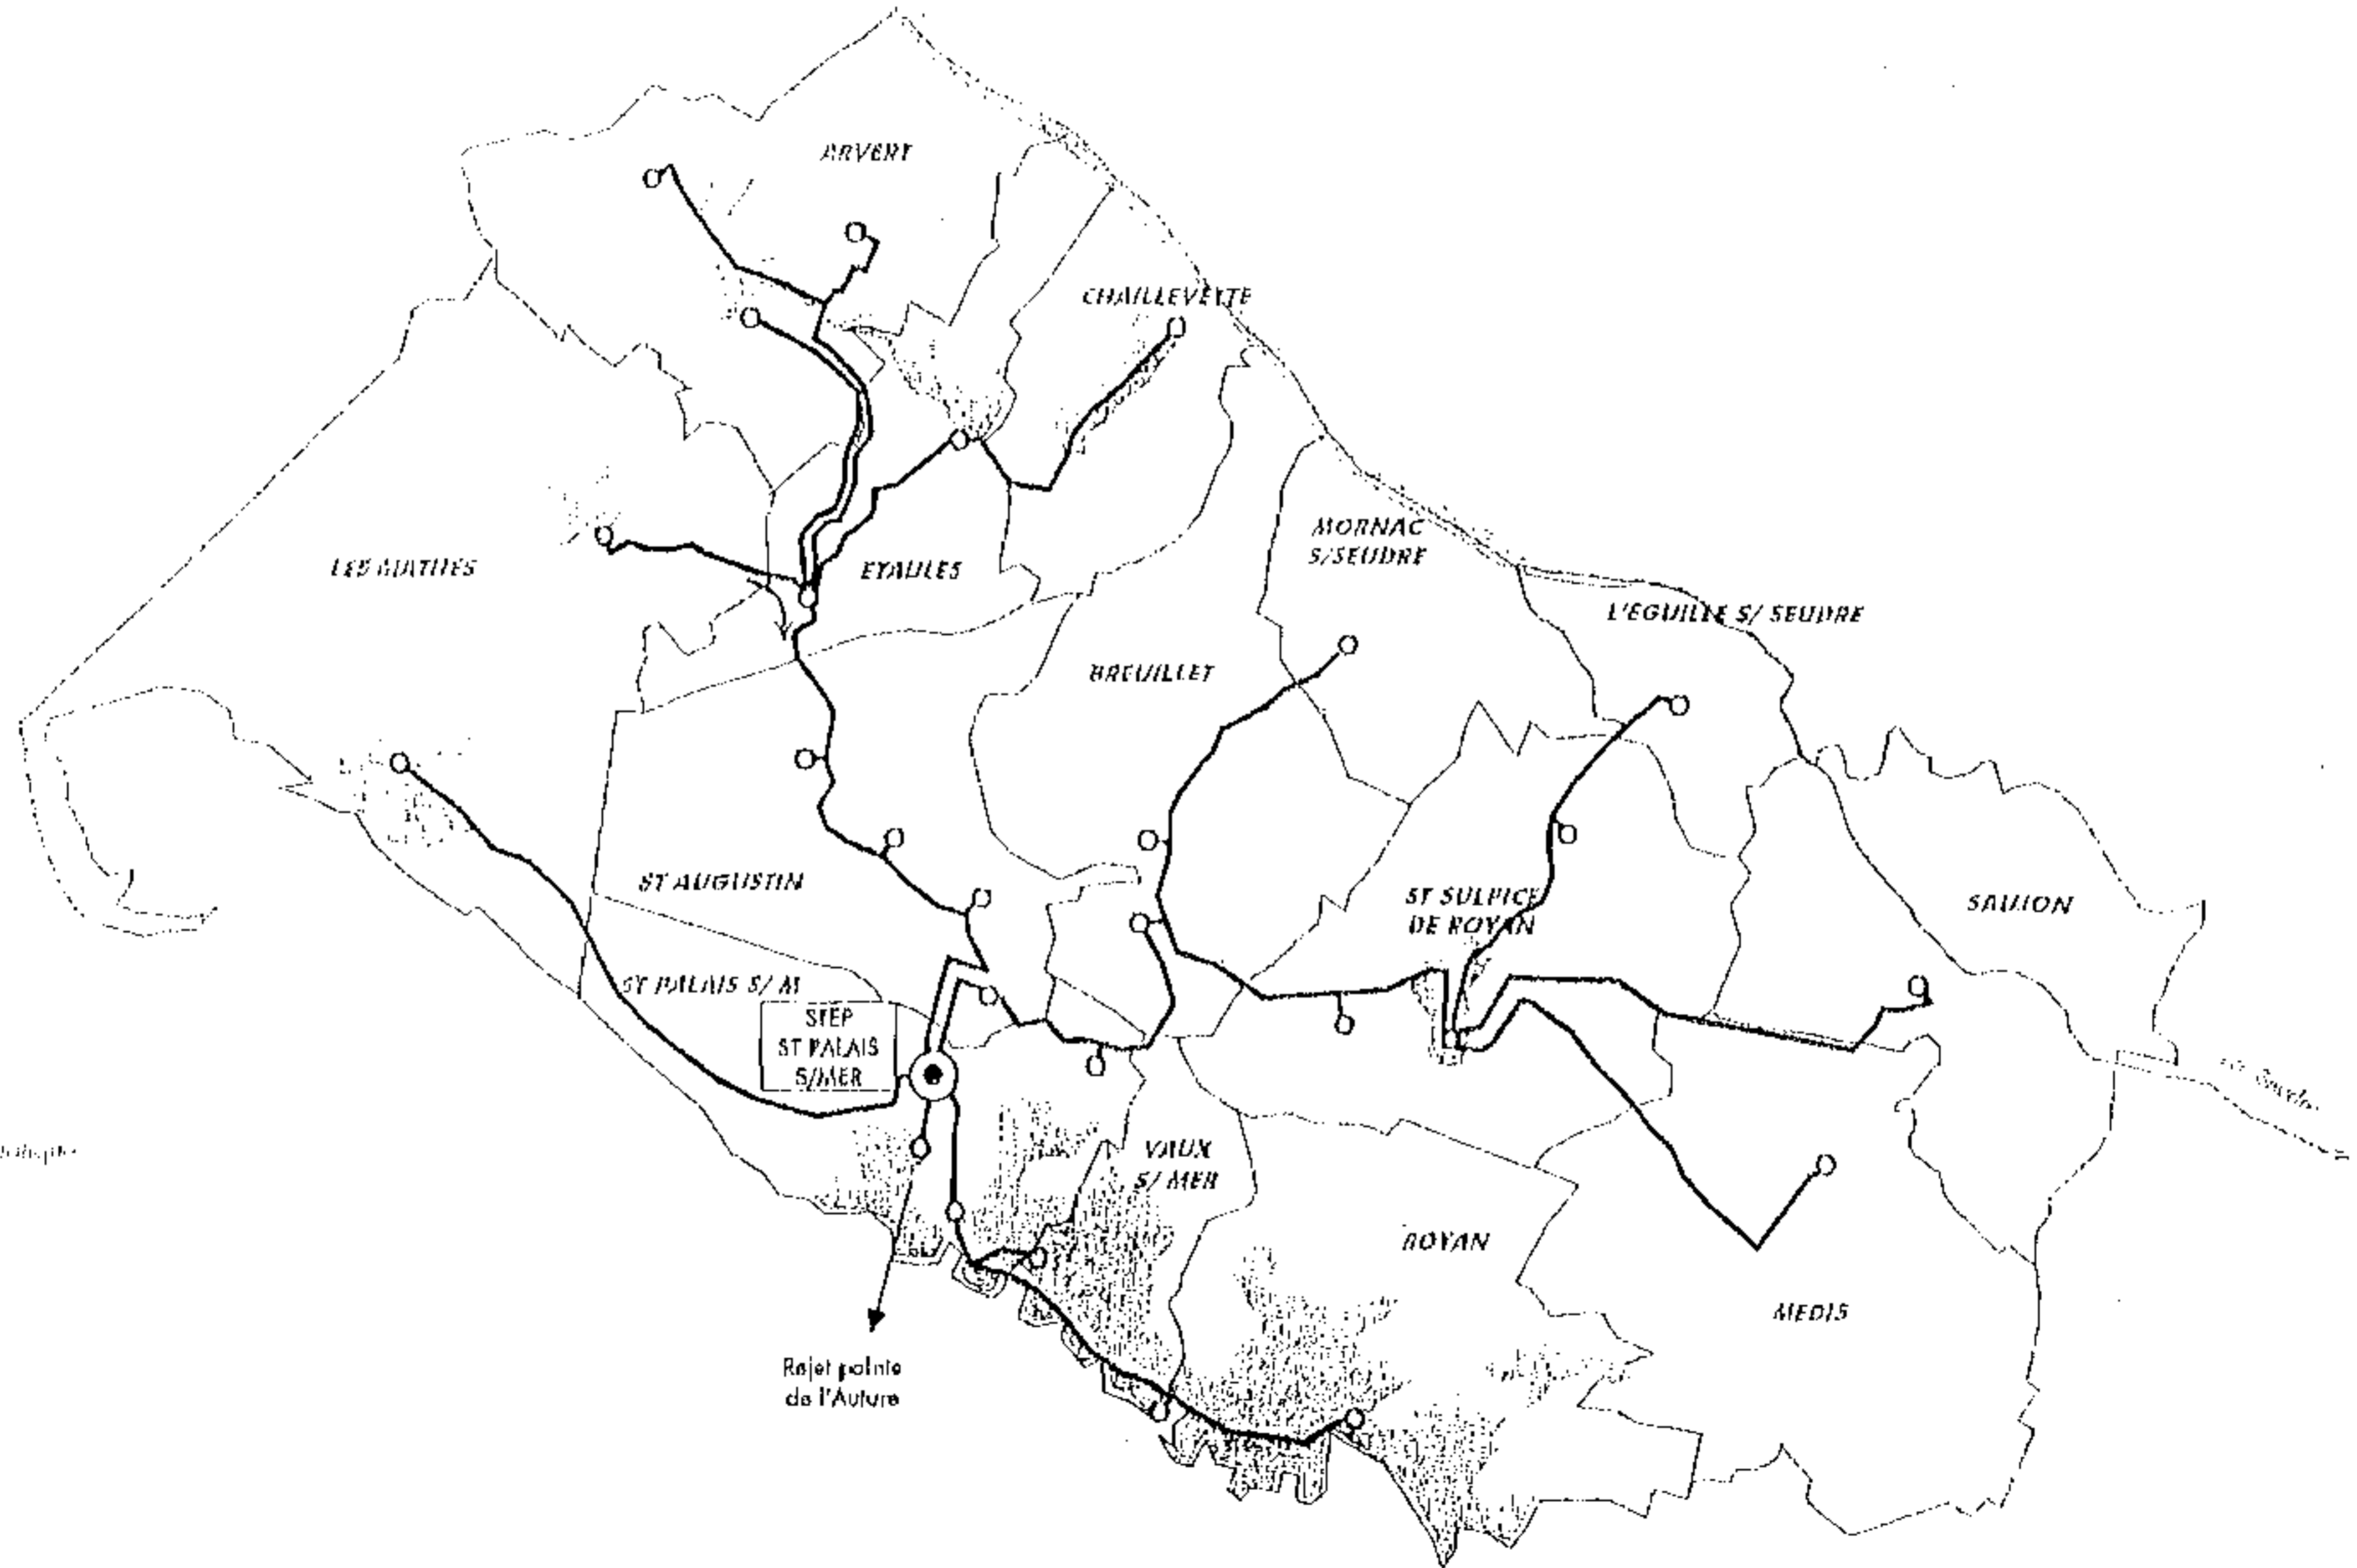 ARVERT
CHAILLEVETTE
MORNAC
S/SEUDRE
LES MATHES
ETAULES
L'EGUILLE S/ SEUDRE
BREUILLET
ST AUGUSTIN
ST SULPICE
DE ROYAN
SAUJON
ST PALAIS S/ M
STEP
ST PALAIS
S/MER
VAUX
S/ MER
ROYAN
MEDIS
Rejet pointe
de l'Auture